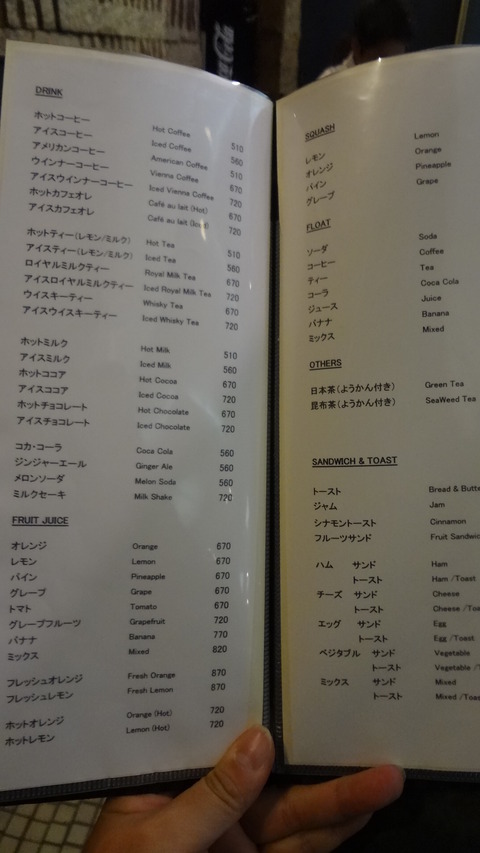 DRINK
ホットコーヒー Hot Coffee 510
アイスコーヒー Iced Coffee 560
アメリカンコーヒー American Coffee
ウインナーコーヒー Vienna Coffee 670
アイスウインナーコーヒー Iced Vienna Coffee 720
ホットカフェオレ Café au lait (Hot) 670
アイスカフェオレ Café au lait (Iced) 720
ホットティー(レモン/ミルク) Hot Tea 510
アイスティー(レモン/ミルク) Iced Tea 560
ロイヤルミルクティー Royal Milk Tea 670
アイスロイヤルミルクティー Iced Royal Milk Tea 720
ウイスキーティー Whisky Tea 670
アイスウイスキーティー Iced Whisky Tea 720
ホットミルク Hot Milk 510
アイスミルク Iced Milk 560
ホットココア Hot Cocoa 670
アイスココア Iced Cocoa 720
ホットチョコレート Hot Chocolate 670
アイスチョコレート Iced Chocolate 720
コカ・コーラ Coca Cola 560
ジンジャーエール Ginger Ale 560
メロンソーダ Melon Soda 560
ミルクセーキ Milk Shake 720
FRUIT JUICE
オレンジ Orange 670
レモン Lemon 670
パイン Pineapple 670
グレープ Grape 670
トマト Tomato 670
グレープフルーツ Grapefruit 720
バナナ Banana 770
ミックス Mixed 820
フレッシュオレンジ Fresh Orange 870
フレッシュレモン Fresh Lemon 870
ホットオレンジ Orange (Hot) 720
ホットレモン Lemon (Hot) 720
SQUASH
レモン Lemon
オレンジ Orange
パイン Pineapple
グレープ Grape
FLOAT
ソーダ Soda
コーヒー Coffee
ティー Tea
コーラ Coca Cola
ジュース Juice
バナナ Banana
ミックス Mixed
OTHERS
日本茶(ようかん付き) Green Tea
昆布茶(ようかん付き) SeaWeed Tea
SANDWICH & TOAST
トースト Bread & Butte
ジャム Jam
シナモントースト Cinnamon
フルーツサンド Fruit Sandwic
ハム サンド Ham
トースト Ham /Toast
チーズ サンド Cheese
トースト Cheese /Toa
エッグ サンド Egg
トースト Egg /Toast
ベジタブル サンド Vegetable
トースト Vegetable /
ミックス サンド Mixed
トースト Mixed /Toas